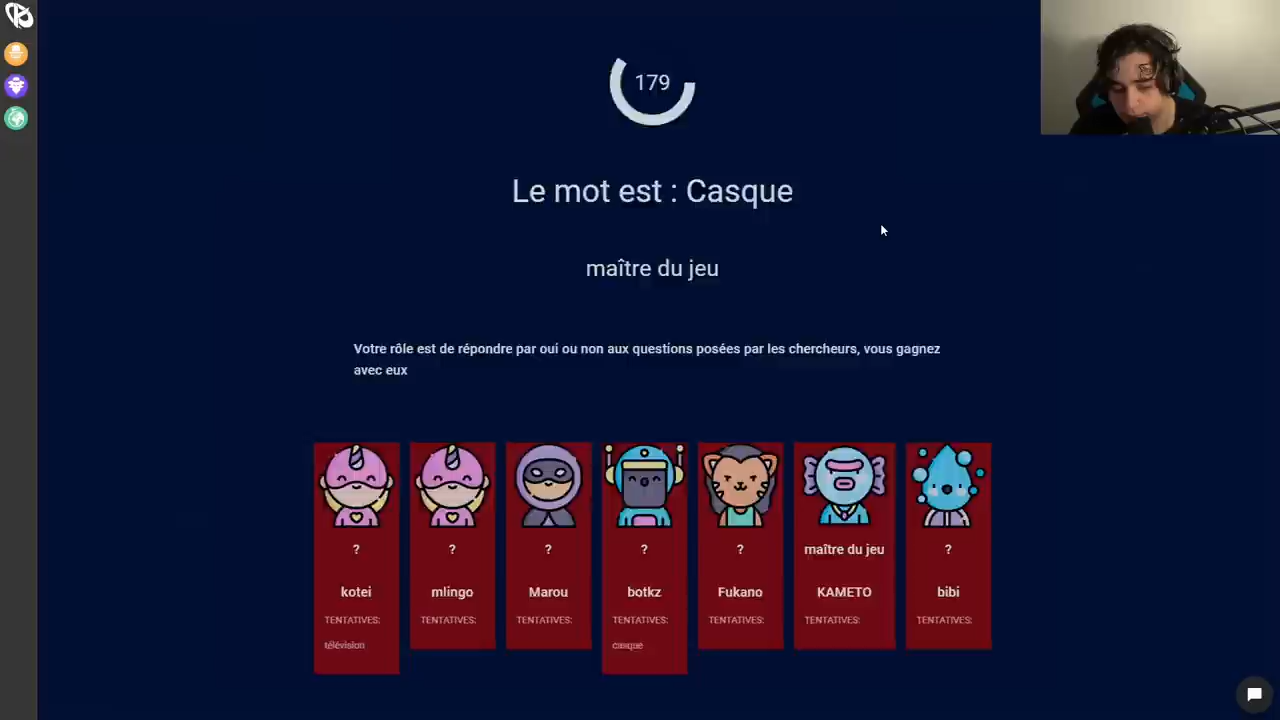 179
Le mot est : Casque
maître du jeu
Votre rôle est de répondre par oui ou non aux questions posées par les chercheurs, vous gagnez
avec eux
? ? ? ? ? maître du jeu ?
kotei mlingo Marou botkz Fukano KAMETO bibi
TENTATIVES: TENTATIVES: TENTATIVES: TENTATIVES: TENTATIVES: TENTATIVES: TENTATIVES:
télévision casque